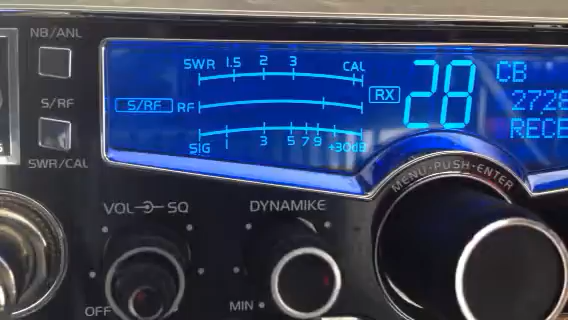 NB/ANL
S/RF
SWR/CAL
SWR 1.5 2 3 CAL
S/RF RF
SIG 1 3 5 7 9 +30dB
RX 28
CB
RECE
MENU·PUSH·ENTER
VOL SQ
OFF
DYNAMIKE
MIN